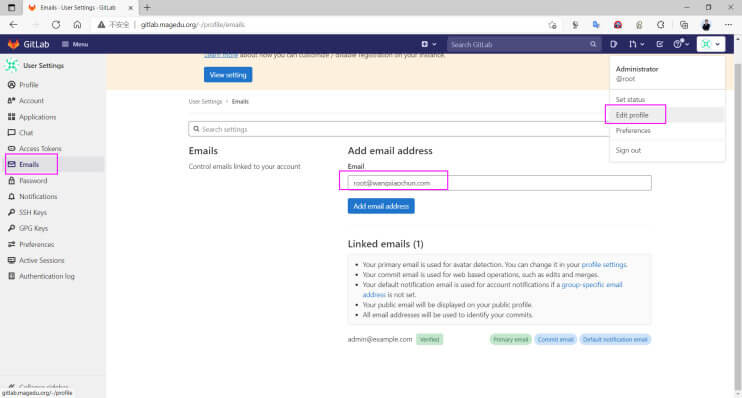 Emails · User Settings · GitLab
不安全 | gitlab.magedu.org/-/profile/emails
GitLab
Menu
Search GitLab
User Settings
Profile
Account
Applications
Chat
Access Tokens
Emails
Password
Notifications
SSH Keys
GPG Keys
Preferences
Active Sessions
Authentication log
Collapse sidebar
gitlab.magedu.org/-/profile
Learn more about how you can customize / disable registration on your instance.
View setting
User Settings › Emails
Search settings
Emails
Control emails linked to your account
Add email address
Email
root@wangxiaochun.com
Add email address
Linked emails (1)
• Your primary email is used for avatar detection. You can change it in your profile settings.
• Your commit email is used for web based operations, such as edits and merges.
• Your default notification email is used for account notifications if a group-specific email
address is not set.
• Your public email will be displayed on your public profile.
• All email addresses will be used to identify your commits.
admin@example.com Verified Primary email Commit email Default notification email
Administrator
@root
Set status
Edit profile
Preferences
Sign out